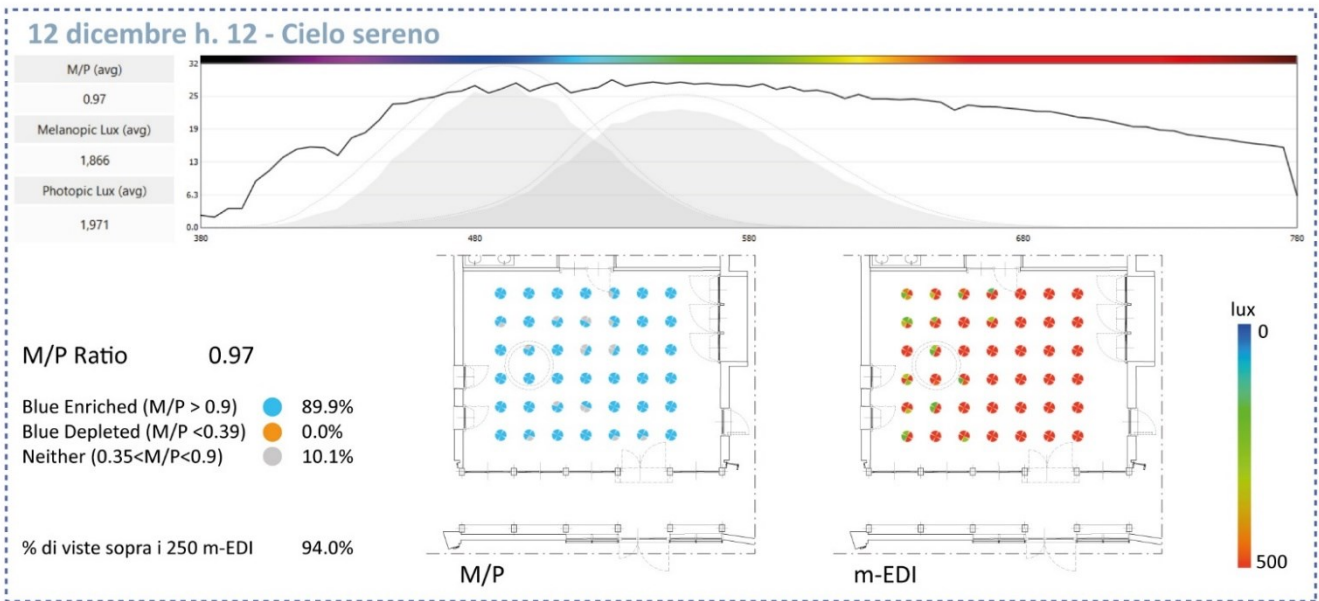 12 dicembre h. 12 - Cielo sereno
M/P (avg)
0.97
Melanopic Lux (avg)
1,866
Photopic Lux (avg)
1,971
32
25
19
13
6.3
0.0
380
480
580
680
780
M/P Ratio 0.97
Blue Enriched (M/P > 0.9) 89.9%
Blue Depleted (M/P <0.39) 0.0%
Neither (0.35<M/P<0.9) 10.1%
% di viste sopra i 250 m-EDI 94.0%
M/P
m-EDI
lux
0
500